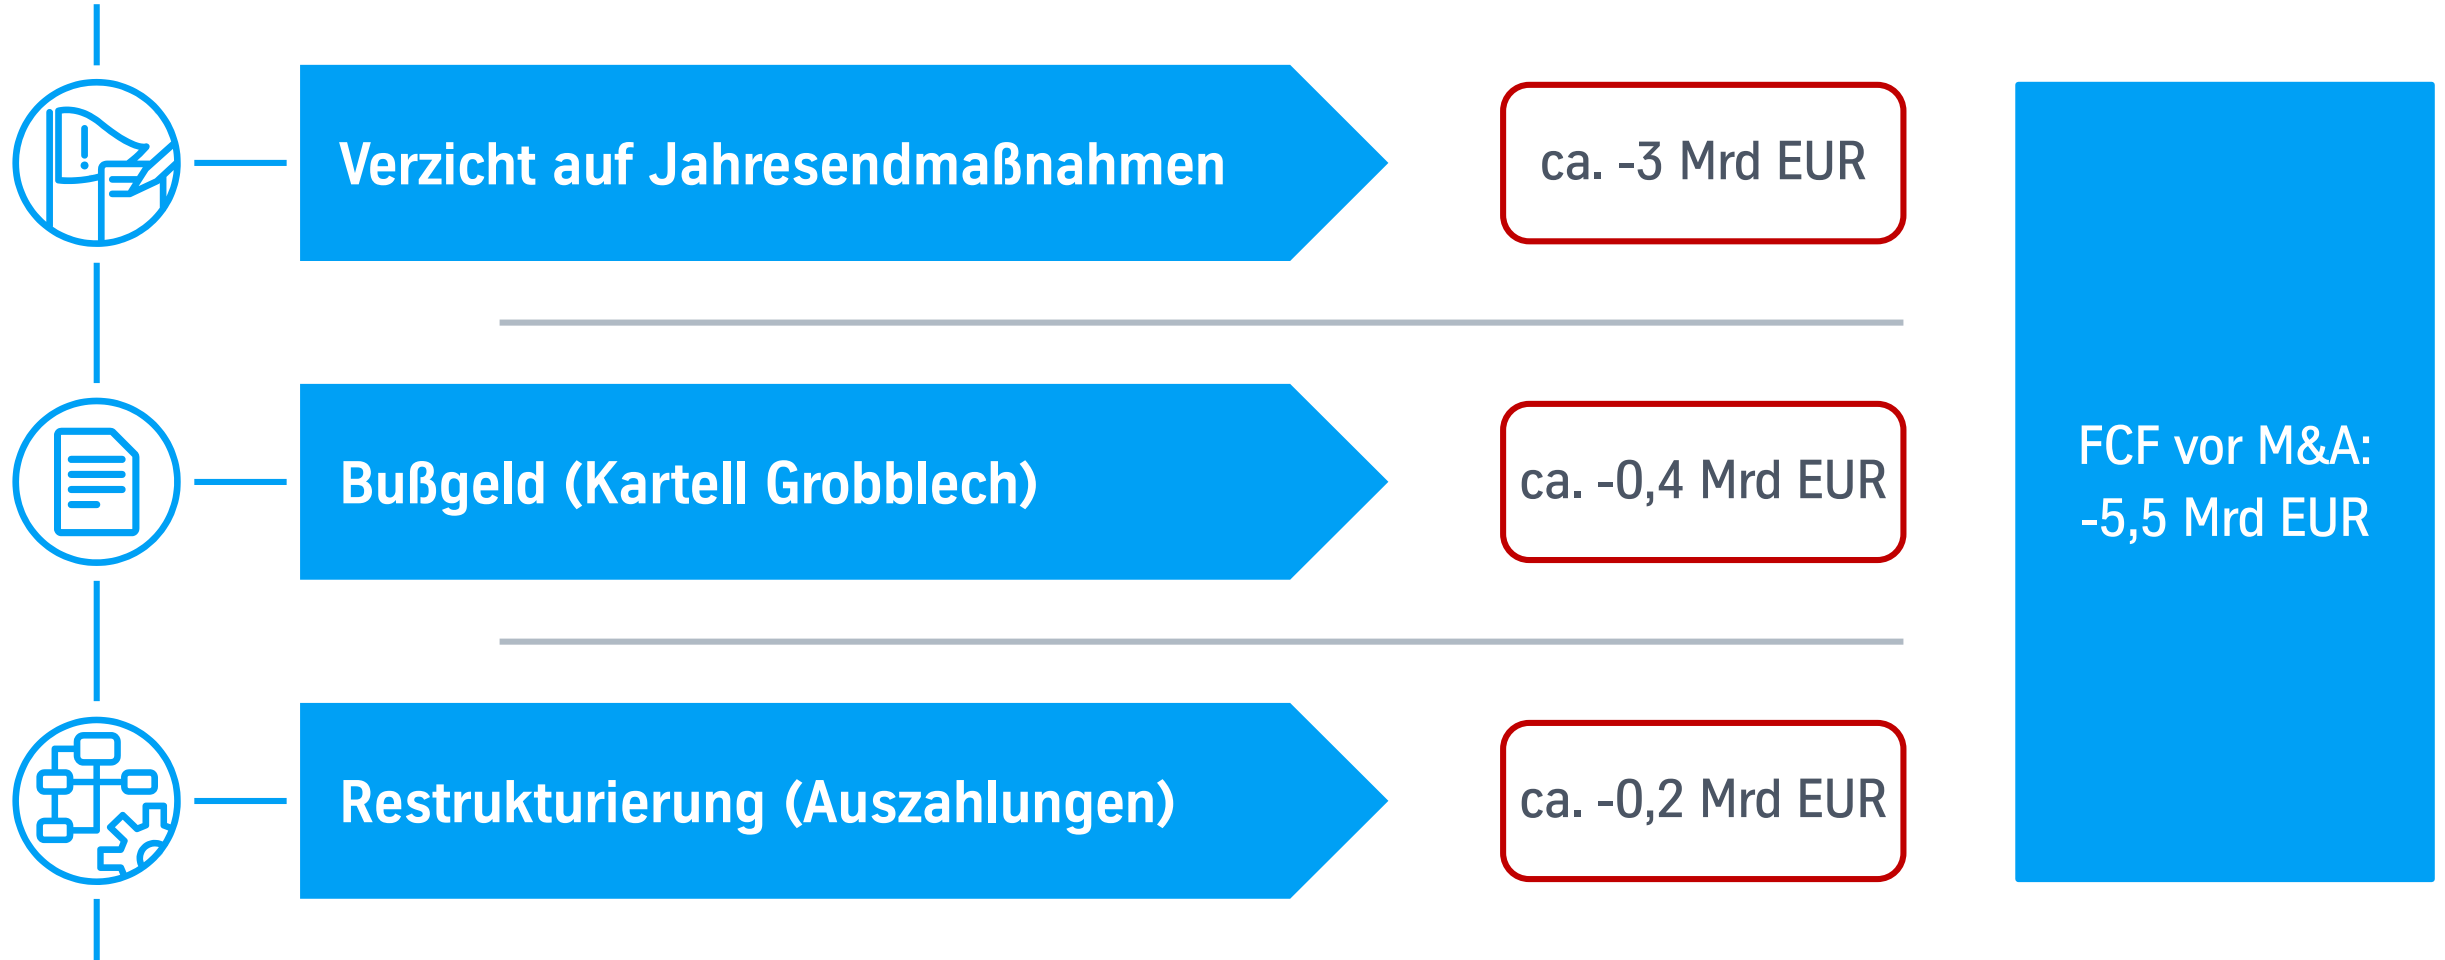 Verzicht auf Jahresendmaßnahmen
ca. -3 Mrd EUR
Bußgeld (Kartell Grobblech)
ca. -0,4 Mrd EUR
Restrukturierung (Auszahlungen)
ca. -0,2 Mrd EUR
FCF vor M&A:
-5,5 Mrd EUR